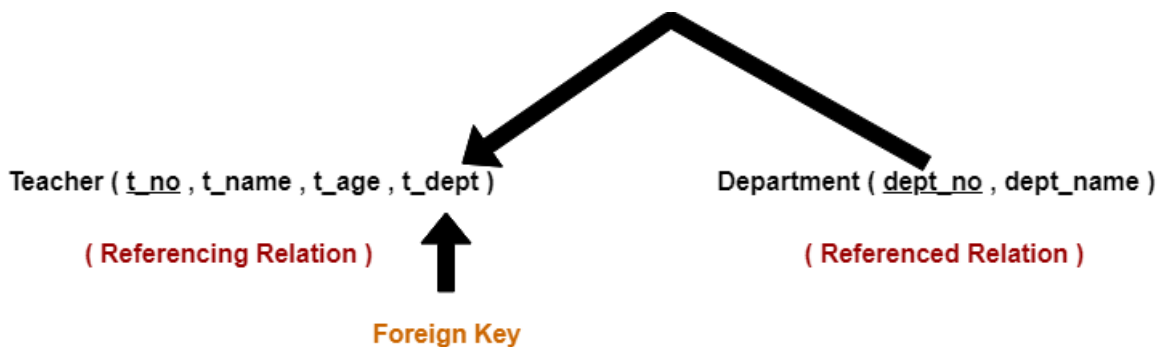 Teacher ( t_no , t_name , t_age , t_dept )
Department ( dept_no , dept_name )
( Referencing Relation )
( Referenced Relation )
Foreign Key